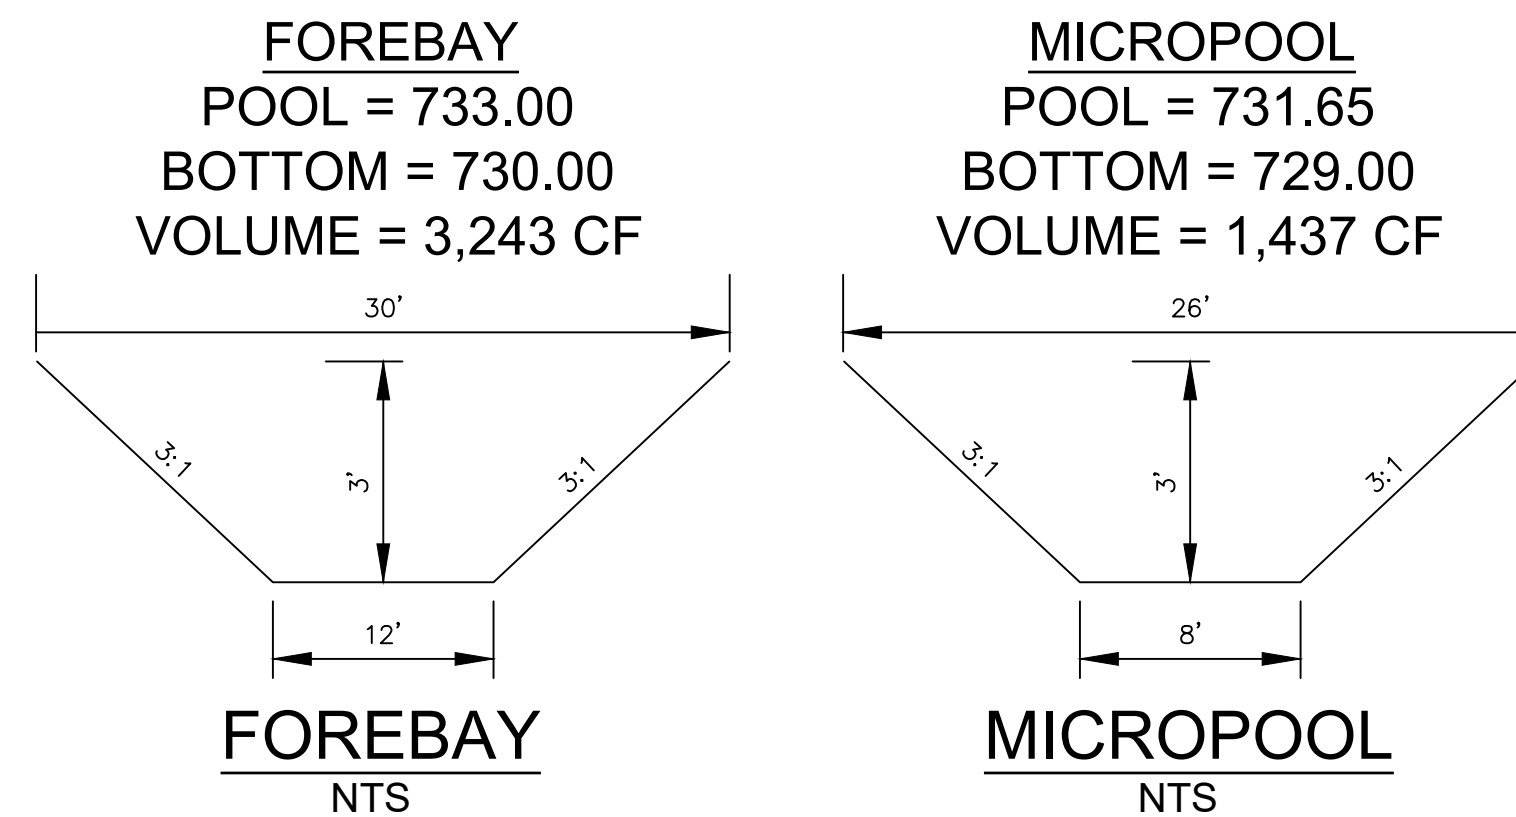 FOREBAY
POOL = 733.00
BOTTOM = 730.00
VOLUME = 3,243 CF
30'
3:1
3'
3:1
12'
FOREBAY
NTS
MICROPOOL
POOL = 731.65
BOTTOM = 729.00
VOLUME = 1,437 CF
26'
3:1
3'
3:1
8'
MICROPOOL
NTS